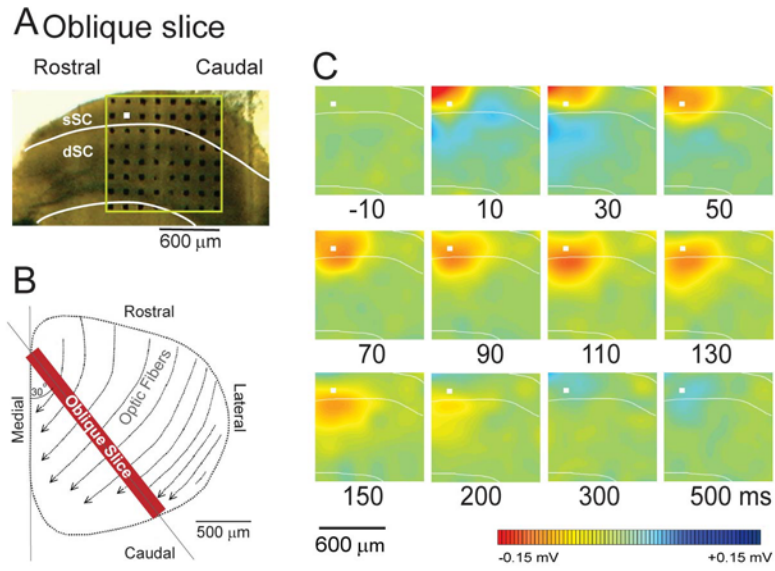 A Oblique slice
Rostral
Caudal
sSC
dSC
600 µm
B
Rostral
Medial
30°
Optic Fibers
Oblique Slice
Lateral
Caudal
500 µm
C
-10
10
30
50
70
90
110
130
150
200
300
500 ms
600 µm
-0.15 mV
+0.15 mV